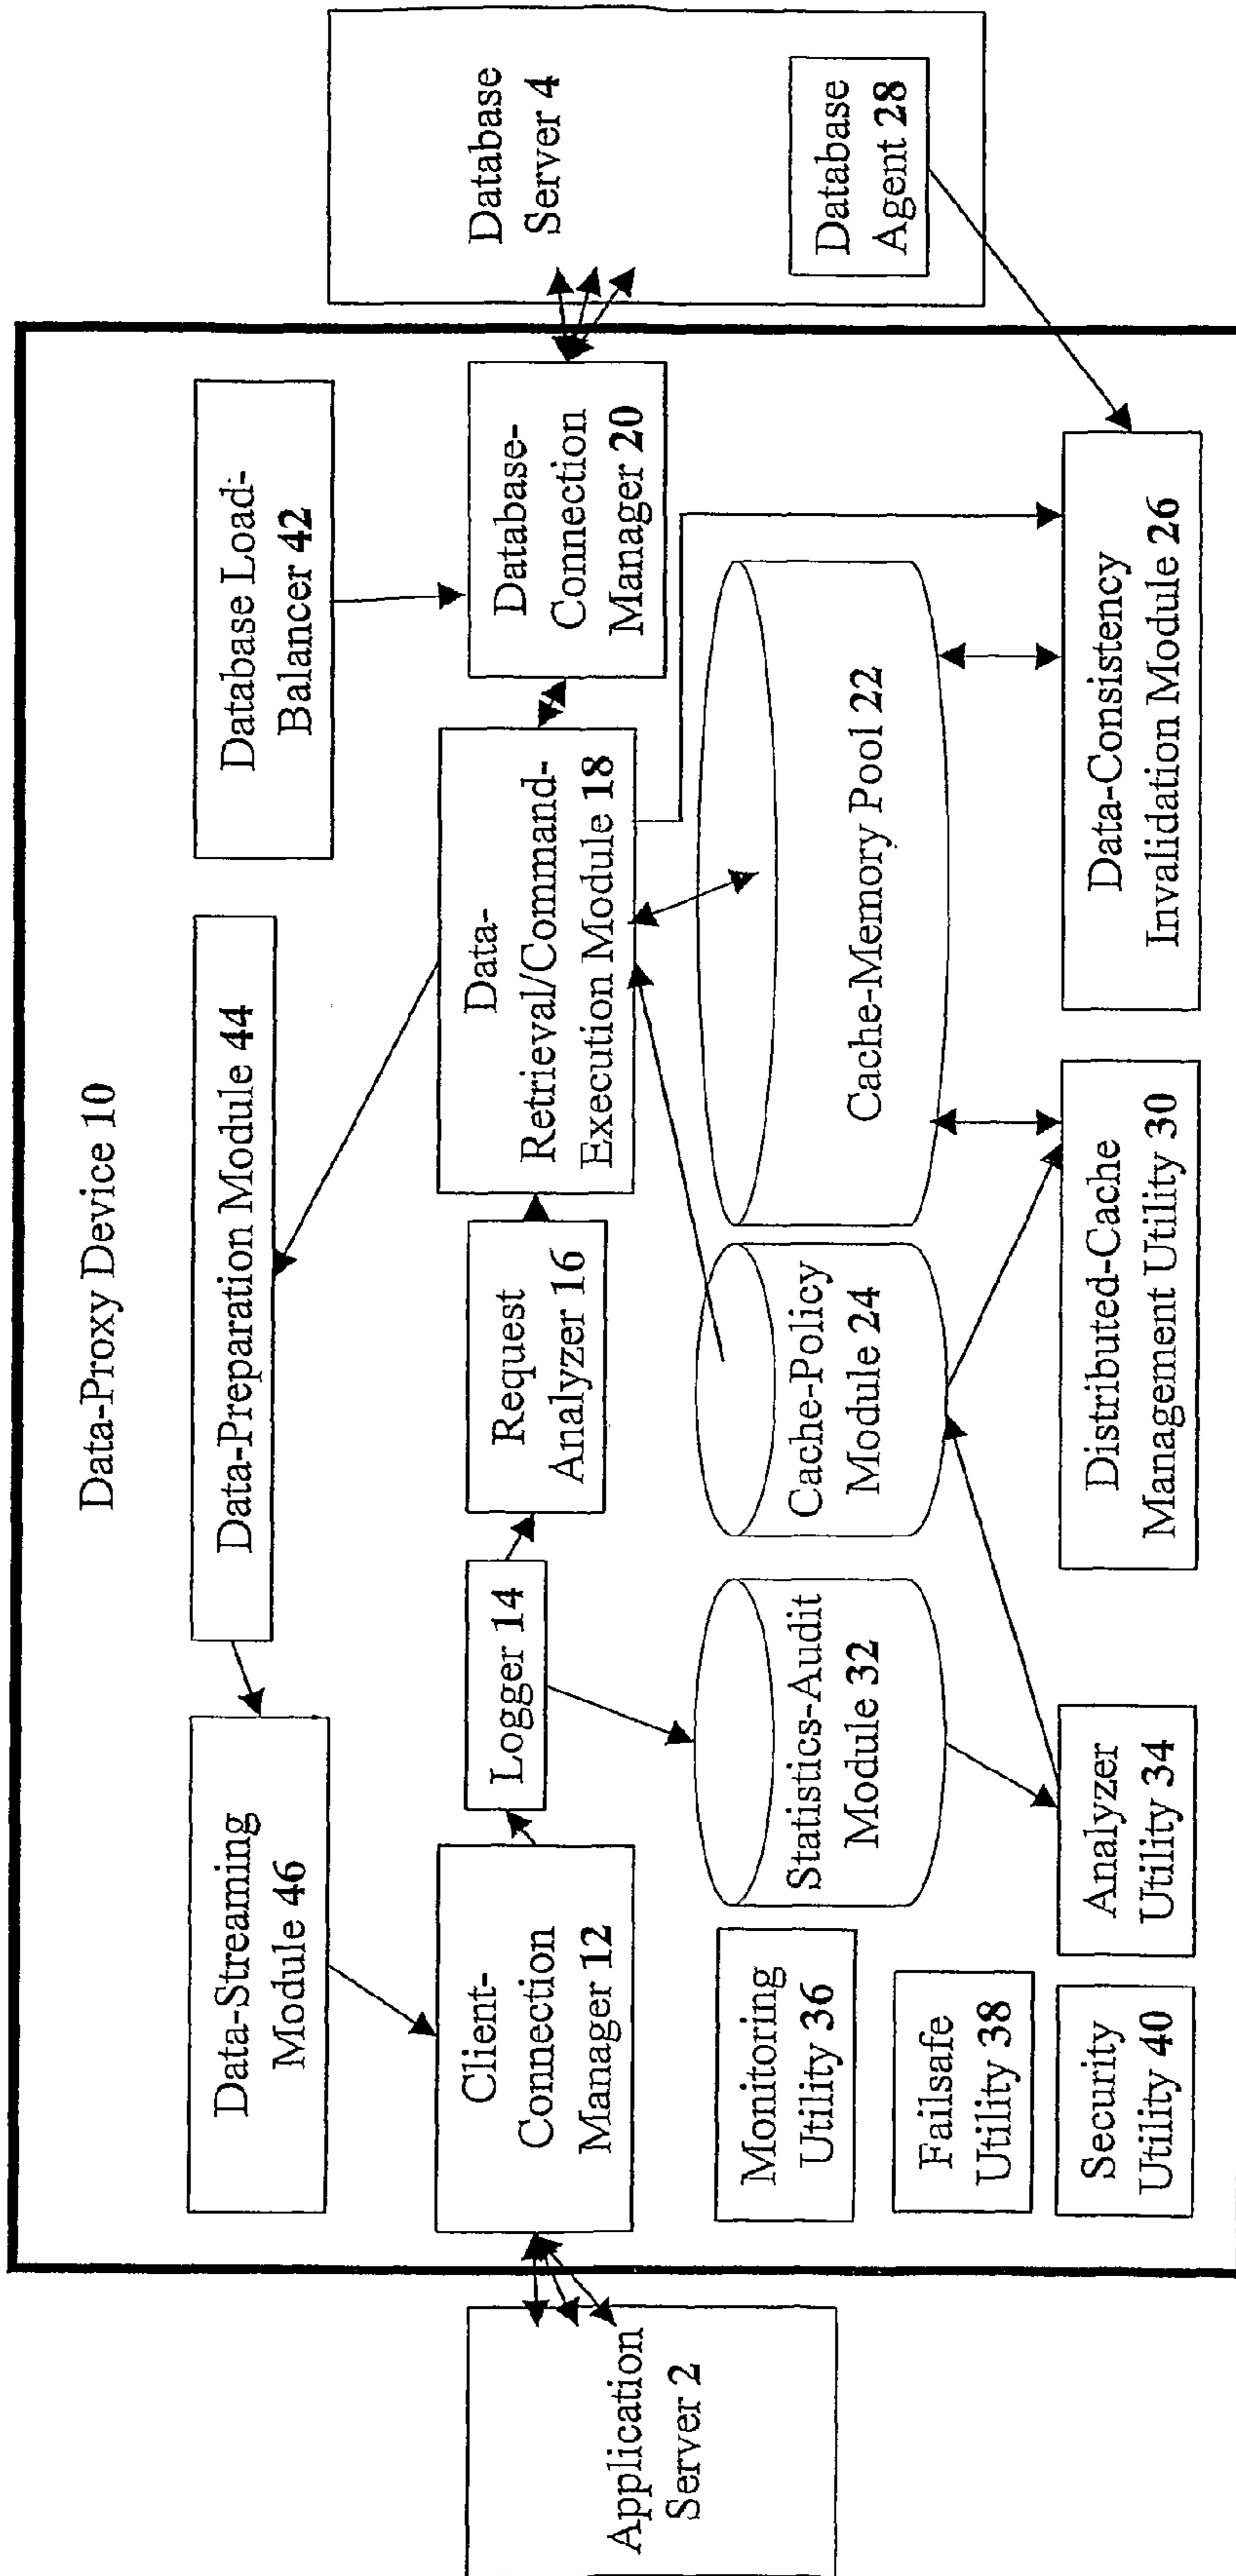 Data-Proxy Device 10
Data-Streaming
Module 46
Data-Preparation Module 44
Database Load-
Balancer 42
Application
Server 2
Client-
Connection
Manager 12
Logger 14
Request
Analyzer 16
Data-
Retrieval/Command-
Execution Module 18
Database-
Connection
Manager 20
Database
Server 4
Monitoring
Utility 36
Statistics-Audit
Module 32
Cache-Policy
Module 24
Cache-Memory Pool 22
Database
Agent 28
Failsafe
Utility 38
Security
Utility 40
Analyzer
Utility 34
Distributed-Cache
Management Utility 30
Data-Consistency
Invalidation Module 26